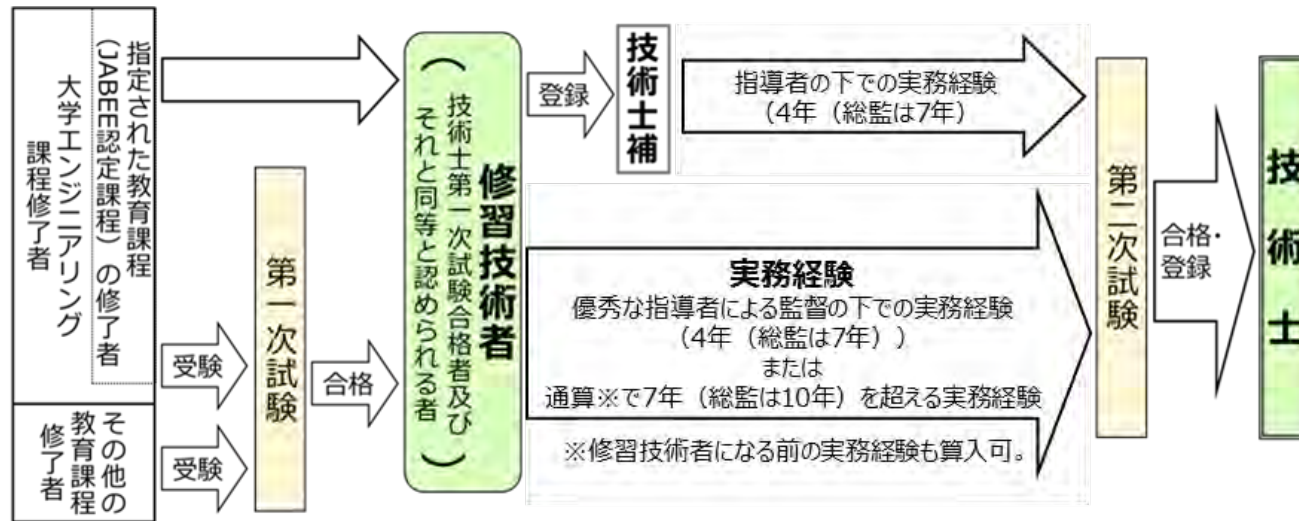 大学エンジニアリング
課程修了者
指定された教育課程
（JABEE認定課程）の修了者
その他の
教育課程
修了者
受験
受験
第一次試験
合格
修習技術者
（技術士第一次試験合格者及び
それと同等と認められる者）
登録
技術士補
指導者の下での実務経験
（4年（総監は7年）
実務経験
優秀な指導者による監督の下での実務経験
（4年（総監は7年））
または
通算※で7年（総監は10年）を超える実務経験
※修習技術者になる前の実務経験も算入可。
第二次試験
合格・
登録
技術士